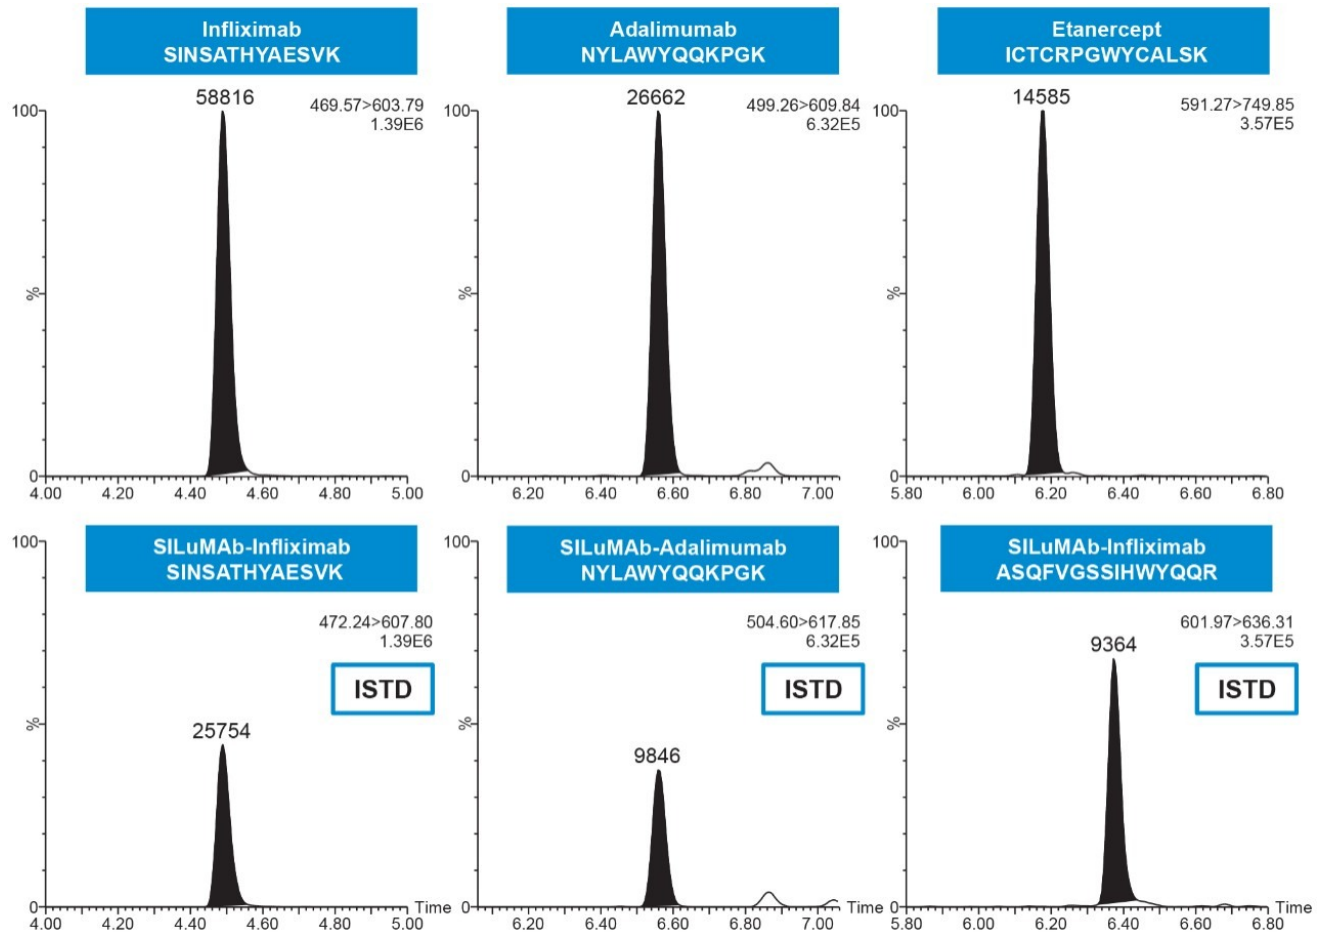 Infliximab
SINSATHYAESVK
58816
469.57>603.79
1.39E6
100
%
0
4.00 4.20 4.40 4.60 4.80 5.00
Adalimumab
NYLAWYQQKPGK
26662
499.26>609.84
6.32E5
100
%
0
6.20 6.40 6.60 6.80 7.00
Etanercept
ICTCRPGWYCALSK
14585
591.27>749.85
3.57E5
100
%
0
5.80 6.00 6.20 6.40 6.60 6.80
SILuMAb-Infliximab
SINSATHYAESVK
100
472.24>607.80
1.39E6
ISTD
25754
%
0
4.00 4.20 4.40 4.60 4.80 5.00
Time
SILuMAb-Adalimumab
NYLAWYQQKPGK
100
504.60>617.85
6.32E5
ISTD
9846
%
0
6.20 6.40 6.60 6.80 7.00
Time
SILuMAb-Infliximab
ASQFVGSSIHWYQQR
100
601.97>636.31
3.57E5
9364
ISTD
%
0
5.80 6.00 6.20 6.40 6.60 6.80
Time